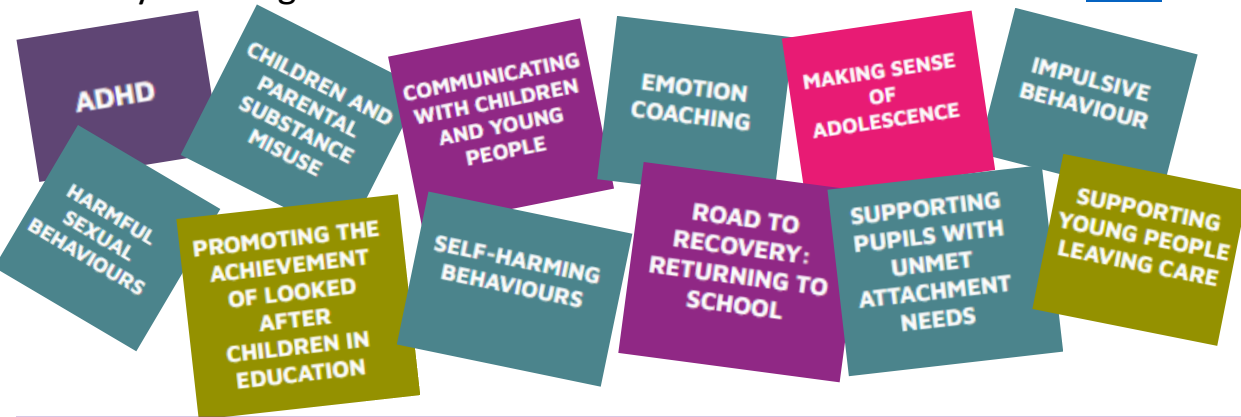 ADHD
CHILDREN AND
PARENTAL
SUBSTANCE
MISUSE
COMMUNICATING
WITH CHILDREN
AND YOUNG
PEOPLE
EMOTION
COACHING
MAKING SENSE
OF
ADOLESCENCE
IMPULSIVE
BEHAVIOUR
HARMFUL
SEXUAL
BEHAVIOURS
PROMOTING THE
ACHIEVEMENT
OF LOOKED
AFTER
CHILDREN IN
EDUCATION
SELF-HARMING
BEHAVIOURS
ROAD TO
RECOVERY:
RETURNING TO
SCHOOL
SUPPORTING
PUPILS WITH
UNMET
ATTACHMENT
NEEDS
SUPPORTING
YOUNG PEOPLE
LEAVING CARE